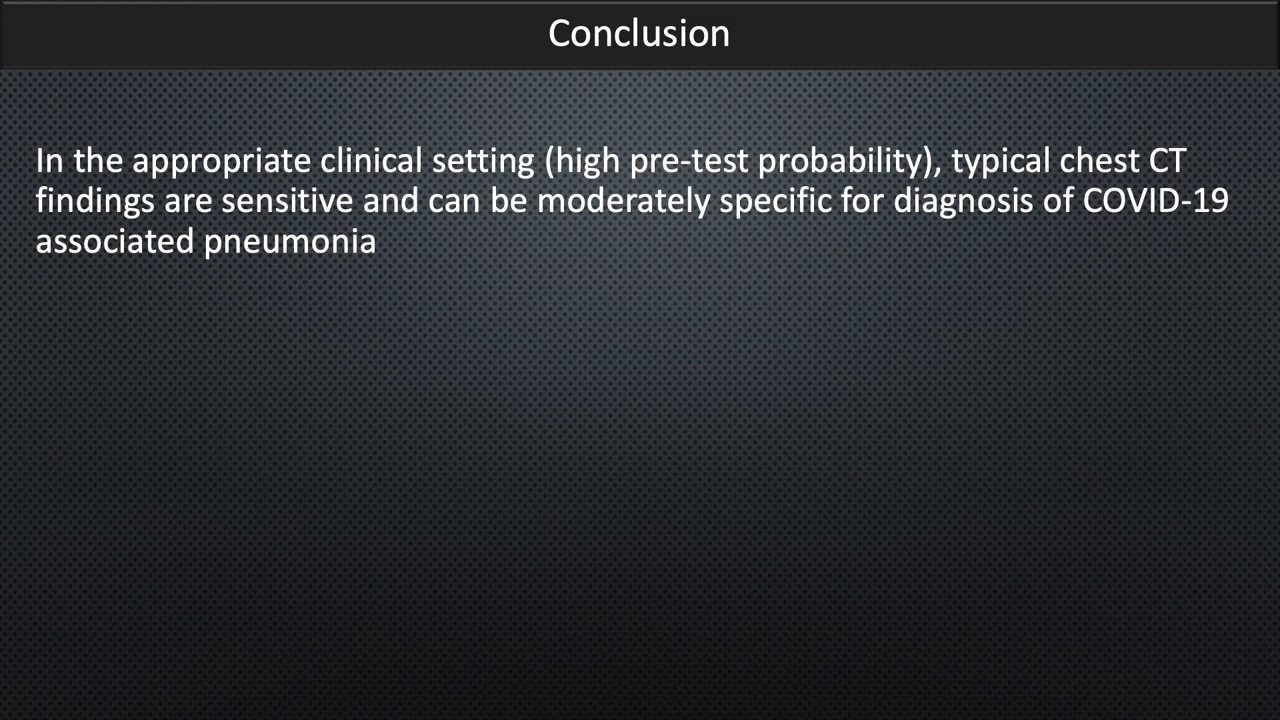 Conclusion
In the appropriate clinical setting (high pre-test probability), typical chest CT
findings are sensitive and can be moderately specific for diagnosis of COVID-19
associated pneumonia